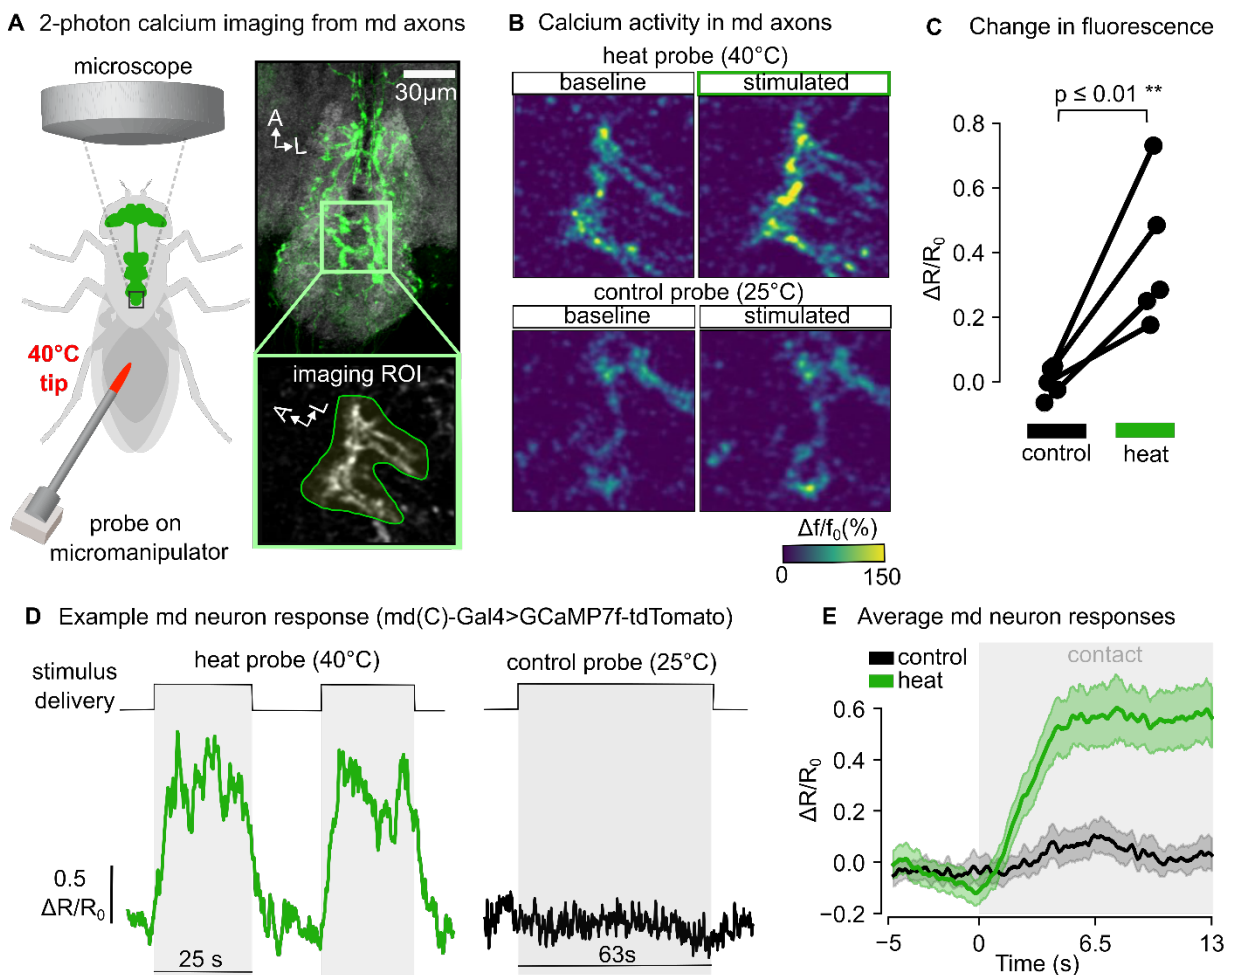 A 2-photon calcium imaging from md axons
microscope
40°C
tip
probe on
micromanipulator
30µm
A
L
imaging ROI
A
L
B Calcium activity in md axons
heat probe (40°C)
baseline
stimulated
control probe (25°C)
baseline
stimulated
Δf/f0(%)
0
150
C Change in fluorescence
p ≤ 0.01 **
0.8
0.6
0.4
0.2
0.0
ΔR/R0
control
heat
D Example md neuron response (md(C)-Gal4>GCaMP7f-tdTomato)
stimulus
delivery
heat probe (40°C)
control probe (25°C)
0.5
ΔR/R0
25 s
63s
E Average md neuron responses
control
heat
contact
0.6
0.4
0.6
0.2
0.0
−0.2
ΔR/R0
−5
0
6.5
13
Time (s)